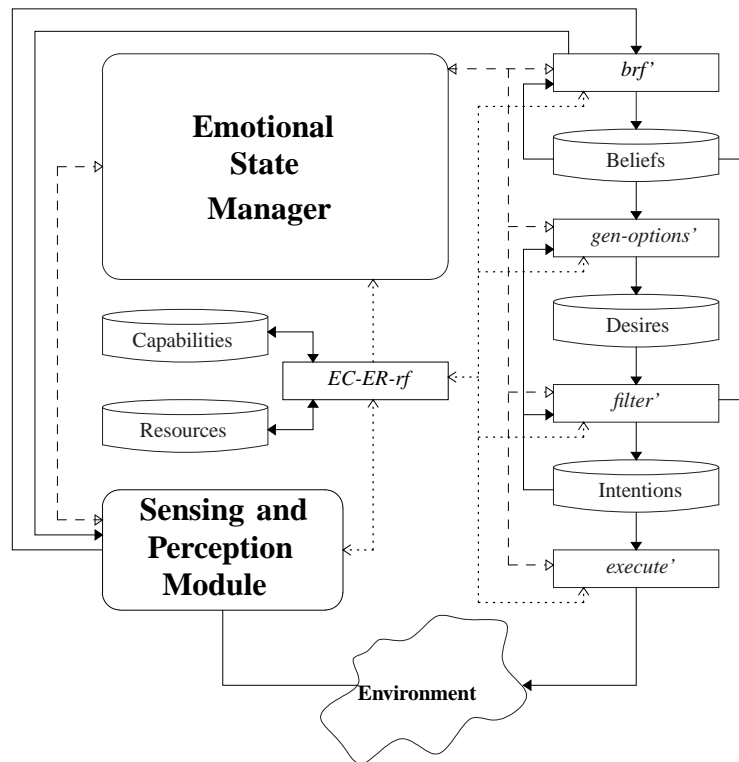 Emotional
State
Manager
brf’
Beliefs
gen-options’
Desires
filter’
Intentions
execute’
Capabilities
EC-ER-rf
Resources
Sensing and
Perception
Module
Environment